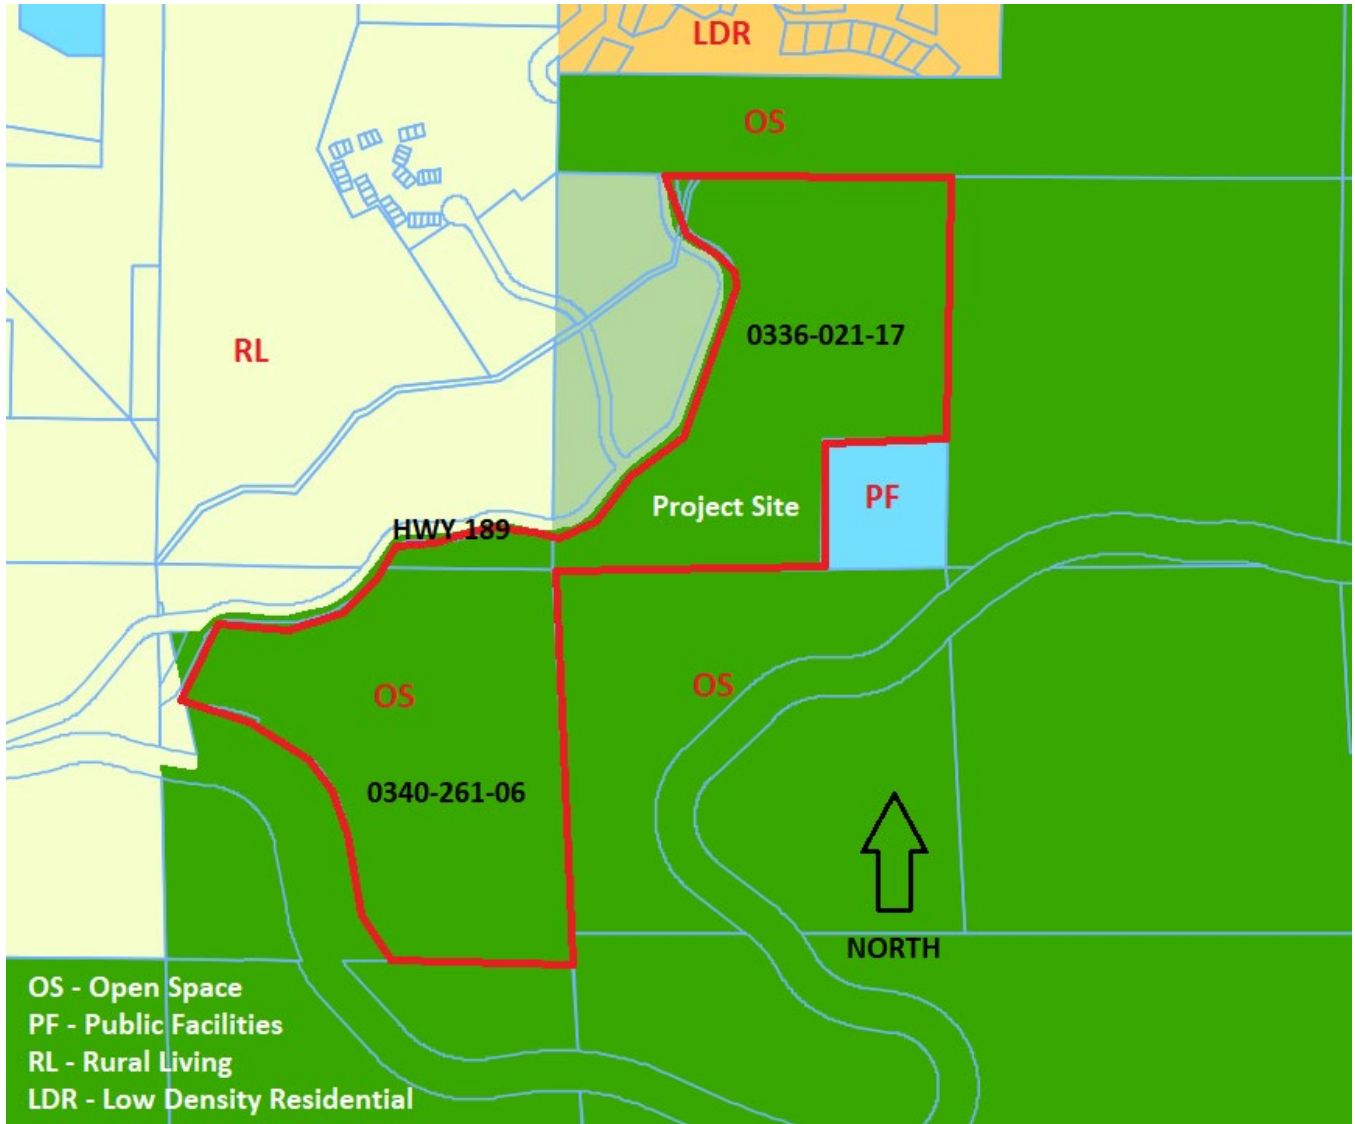 LDR
OS
0336-021-17
RL
Project Site
PF
HWY 189
OS
OS
0340-261-06
NORTH
OS - Open Space
PF - Public Facilities
RL - Rural Living
LDR - Low Density Residential